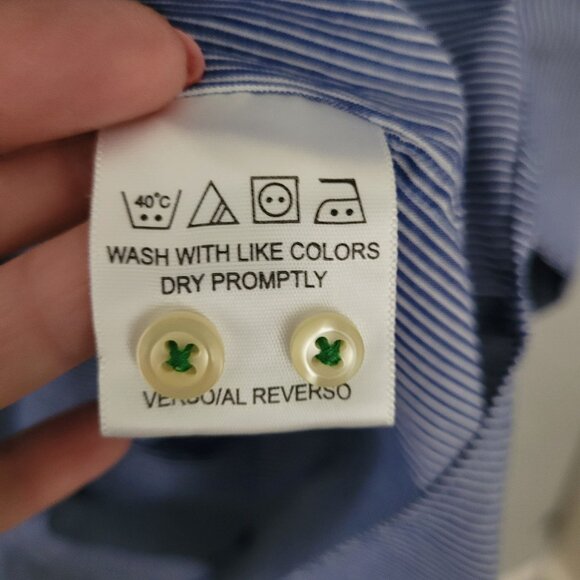 40°C
WASH WITH LIKE COLORS
DRY PROMPTLY
VERSO/AL REVERSO